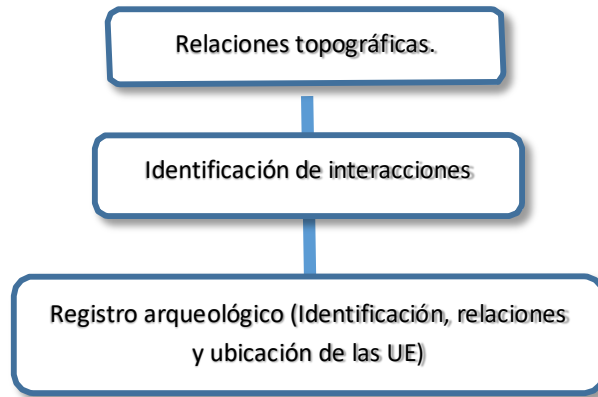 Relaciones topográficas.
Identificación de interacciones
Registro arqueológico (Identificación, relaciones
y ubicación de las UE)